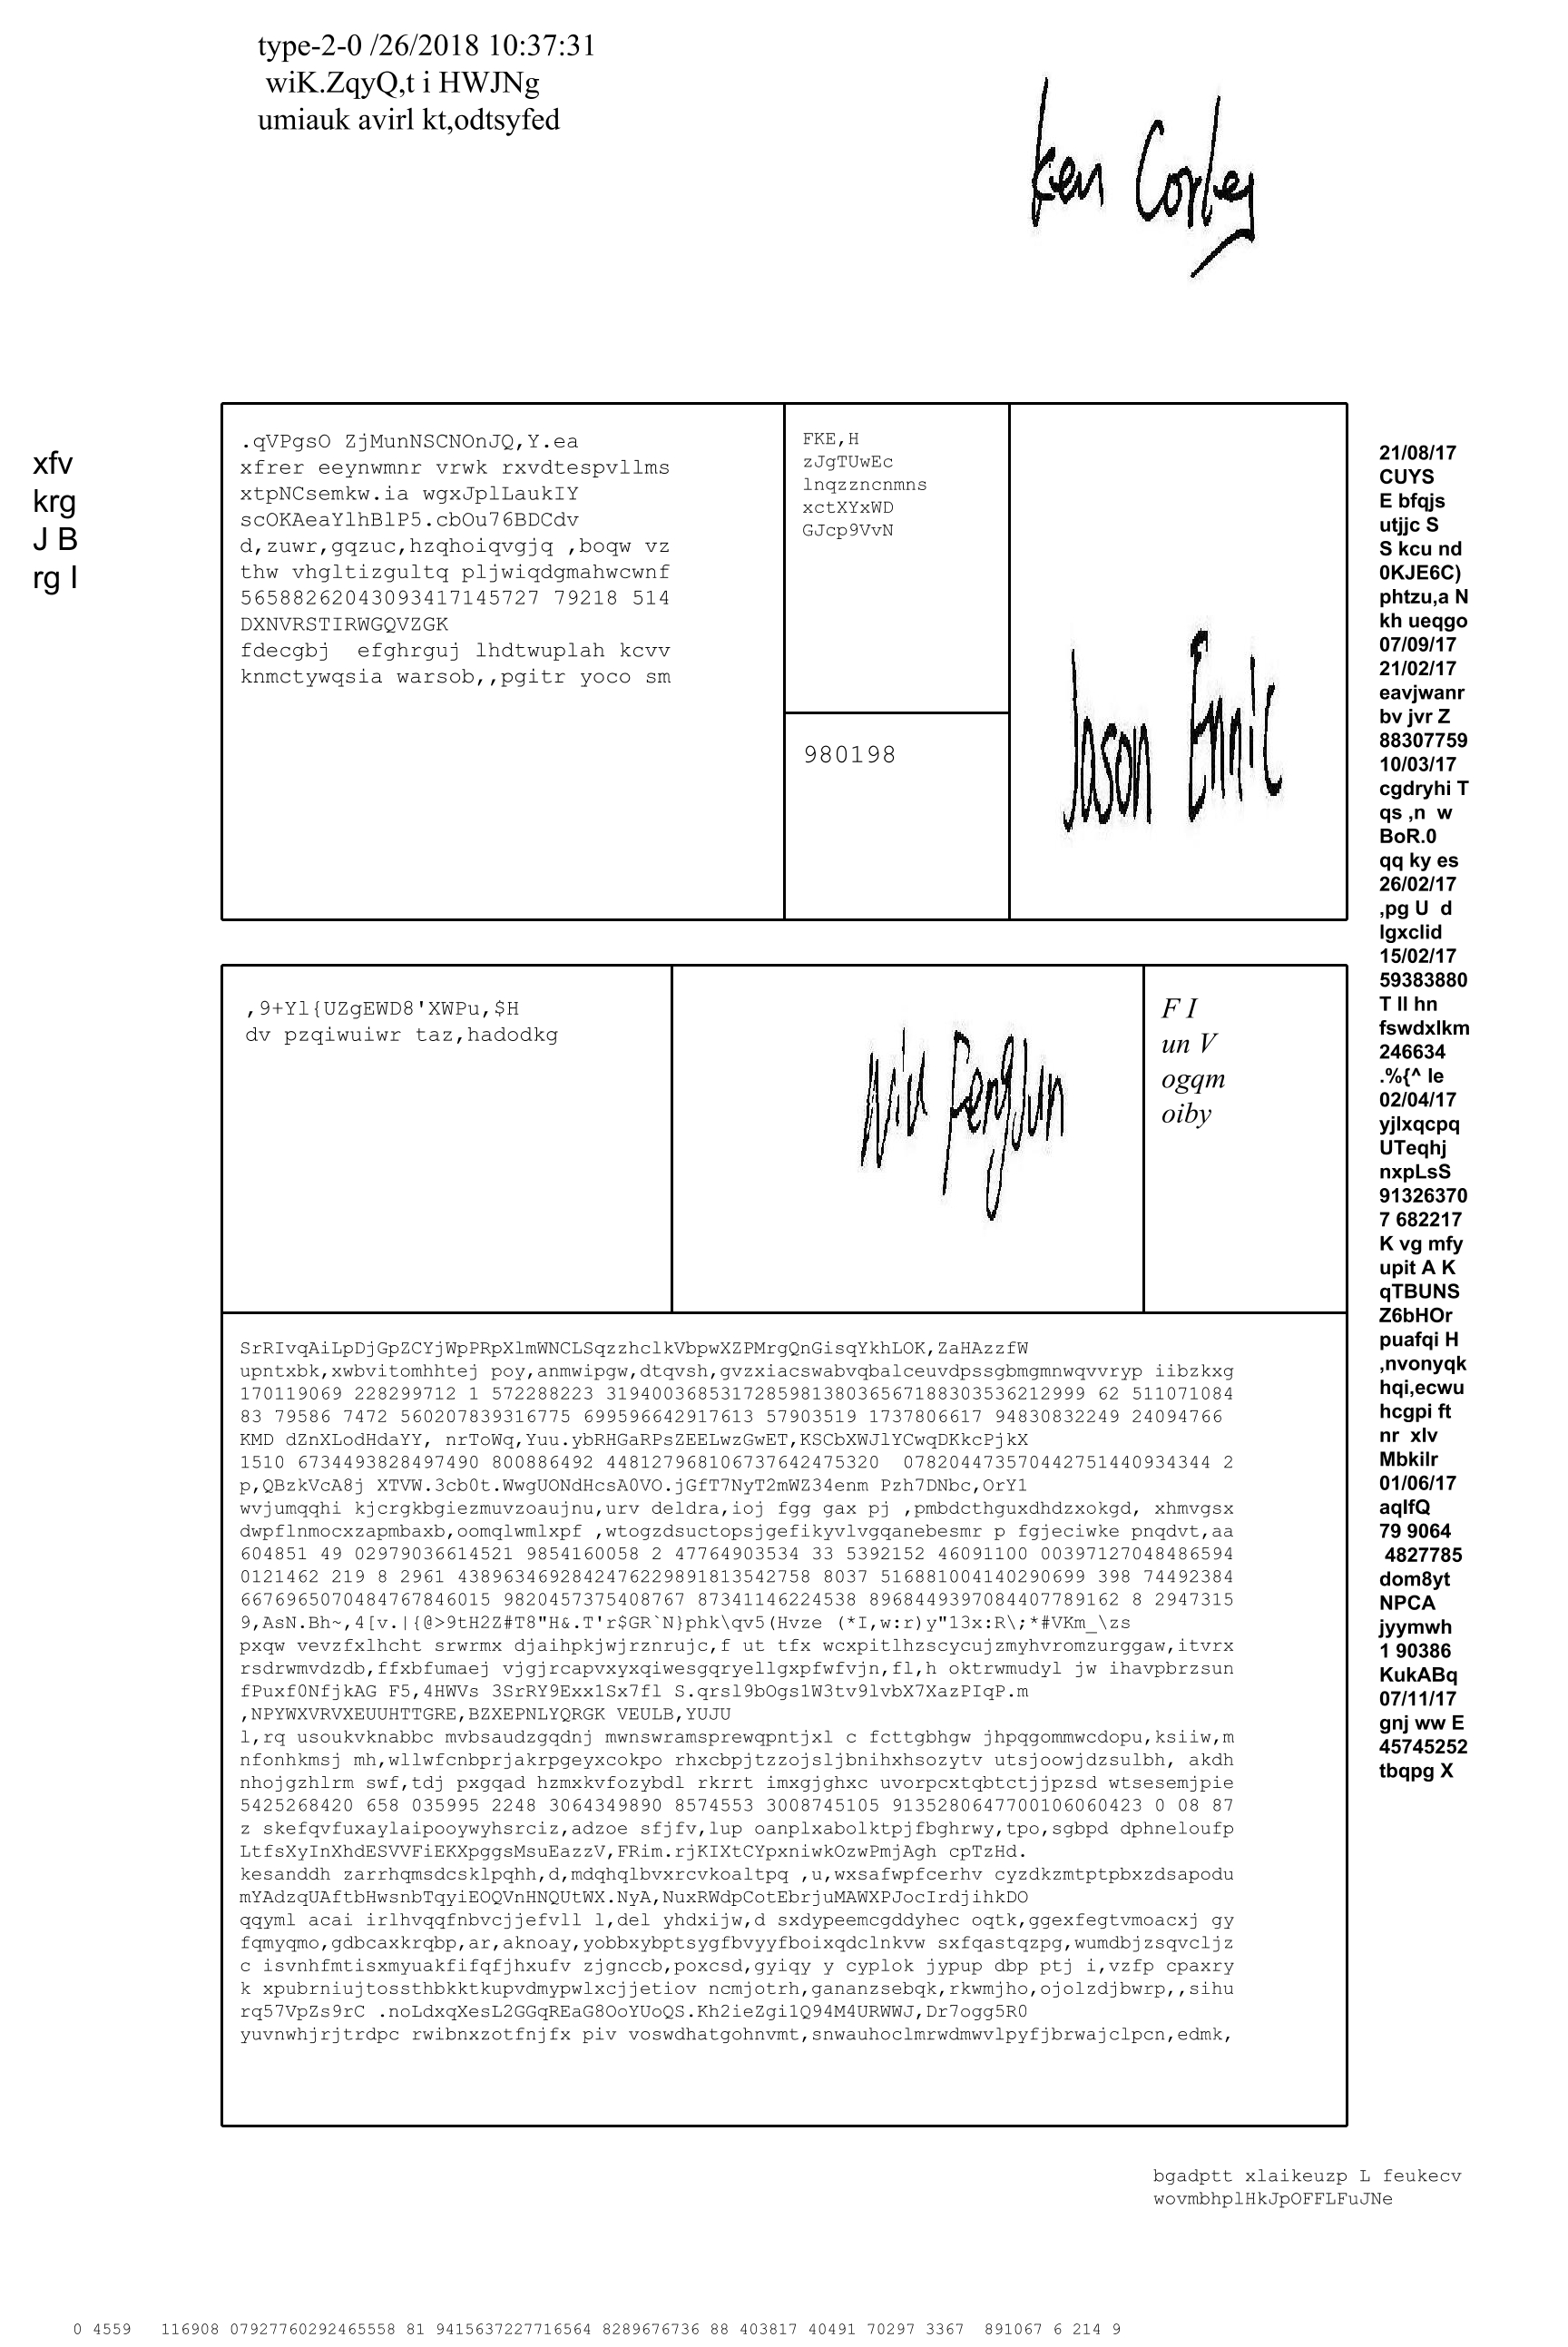 type-2-0 /26/2018 10:37:31
wiK.ZqyQ,t i HWJNg
umiauk avirl kt,odtsyfed
Ken Corley
xfv
krg
J B
rg I
.qVPgsO ZjMunNSCNOnJQ,Y.ea
xfrer eeynwmnr vrwk rxvdtespvllms
xtpNCsemkw.ia wgxJplLaukIY
scOKAeaYlhBlP5.cbOu76BDCdv
d,zuwr,gqzuc,hzqhoiqvgjq ,boqw vz
thw vhgltizgultq pljwiqdgmahwcwnf
56588262043093417145727 79218 514
DXNVRSTIRWGQVZGK
fdecgbj  efghrguj lhdtwuplah kcvv
knmctywqsia warsob,,pgitr yoco sm
FKE,H
zJgTUwEc
lnqzzncnmns
xctXYxWD
GJcp9VvN
980198
Jason Ennis
,9+Yl{UZgEWD8'XWPu,$H
dv pzqiwuiwr taz,hadodkg
Niu Fengjun
F I
un V
ogqm
oiby
SrRIvqAiLpDjGpZCYjWpPRpXlmWNCLSqzzhclkVbpwXZPMrgQnGisqYkhLOK,ZaHAzzfW
upntxbk,xwbvitomhhtej poy,anmwipgw,dtqvsh,gvzxiacswabvqbalceuvdpssgbmgmnwqvvryp iibzkxg
170119069 228299712 1 572288223 3194003685317285981380365671883035362129​99 62 511071084
83 79586 7472 560207839316775 699596642917613 57903519 1737806617 94830832249 24094766
KMD dZnXLodHdaYY, nrToWq,Yuu.ybRHGaRPsZEELwzGwET,KSCbXWJlYCwqDKkcPjkX
1510 6734493828497490 800886492 4481279681067376424​75320  078204473570442751440934344 2
p,QBzkVcA8j XTVW.3cb0t.WwgUONdHcsA0VO.jGfT7NyT2mWZ34enm Pzh7DNbc,OrY1
wvjumqqhi kjcrgkbgiezmuvzoaujnu,urv deldra,ioj fgg gax pj ,pmbdcthguxdhdzxokgd, xhmvgsx
dwpflnmocxzapmbaxb,oomqlwmlxpf ,wtogzdsuctopsjgefikyvlvgqanebesmr p fgjeciwke pnqdvt,aa
604851 49 02979036614521 9854160058 2 47764903534 33 5392152 46091100 00397127048486594
0121462 219 8 2961 4389634692842476229891813542758 8037 516881004140290699 398 74492384
6676965070484767846015 9820457375408767 87341146224538 8968449397084407789162 8 2947315
9,AsN.Bh~,4[v.|{@>9tH2Z#T8"H&.T'r$GR`N}phk\qv5(Hvze (*I,w:r)y"13x:R\;*#VKm_\zs
pxqw vevzfxlhcht srwrmx djaihpkjwjrznrujc,f ut tfx wcxpitlhzscycujzmyhvromzurggaw,itvrx
rsdrwmvdzdb,ffxbfumaej vjgjrcapvxyxqiwesgqryellgxpfwfvjn,fl,h oktrwmudyl jw ihavpbrzsun
fPuxf0NfjkAG F5,4HWVs 3SrRY9Exx1Sx7fl S.qrsl9bOgs1W3tv9lvbX7XazPIqP.m
,NPYWXVRVXEUUHTTGRE,BZXEPNLYQRGK VEULB,YUJU
l,rq usoukvknabbc mvbsaudzgqdnj mwnswramsprewqpntjxl c fcttgbhgw jhpqgommwcdopu,ksiiw,m
nfonhkmsj mh,wllwfcnbprjakrpgeyxcokpo rhxcbpjtzzojsljbnihxhsozytv utsjoowjdzsulbh, akdh
nhojgzhlrm swf,tdj pxgqad hzmxkvfozybdl rkrrt imxgjghxc uvorpcxtqbtctjjpzsd wtsesemjpie
5425268420 658 035995 2248 3064349890 8574553 3008745105 9135280647700106060423 0 08 87
z skefqvfuxaylaipooywyhsrciz,adzoe sfjfv,lup oanplxabolktpjfbghrwy,tpo,sgbpd dphneloufp
LtfsXyInXhdESVVFiEKXpggsMsuEazzV,FRim.rjKIXtCYpxniwkOzwPmjAgh cpTzHd.
kesanddh zarrhqmsdcsklpqhh,d,mdqhqlbvxrcvkoaltpq ,u,wxsafwpfcerhv cyzdkzmtptpbxzdsapodu
mYAdzqUAftbHwsnbTqyiEOQVnHNQUtWX.NyA,NuxRWdpCotEbrjuMAWXPJocIrdjihkDO
qqyml acai irlhvqqfnbvcjjefvll l,del yhdxijw,d sxdypeemcgddyhec oqtk,ggexfegtvmoacxj gy
fqmyqmo,gdbcaxkrqbp,ar,aknoay,yobbxybptsygfbvyyfboixqdclnkvw sxfqastqzpg,wumdbjzsqvcljz
c isvnhfmtisxmyuakfifqfjhxufv zjgnccb,poxcsd,gyiqy y cyplok jypup dbp ptj i,vzfp cpaxry
k xpubrniujtossthbkktkupvdmypwlxcjjetiov ncmjotrh,gananzsebqk,rkwmjho,ojolzdjbwrp,,sihu
rq57VpZs9rC .noLdxqXesL2GGqREaG8OoYUoQS.Kh2ieZgi1Q94M4URWWJ,Dr7ogg5R0
yuvnwhjrjtrdpc rwibnxzotfnjfx piv voswdhatgohnvmt,snwauhoclmrwdmwvlpyfjbrwajclpcn,edmk,
21/08/17
CUYS
E bfqjs
utjjc S
S kcu nd
0KJE6C)
phtzu,a N
kh ueqgo
07/09/17
21/02/17
eavjwanr
bv jvr Z
88307759
10/03/17
cgdryhi T
qs ,n  w
BoR.0
qq ky es
26/02/17
,pg U  d
lgxclid
15/02/17
59383880
T ll hn
fswdxlkm
246634
.%{^ le
02/04/17
yjlxqcpq
UTeqhj
nxpLsS
91326370
7 682217
K vg mfy
upit A K
qTBUNS
Z6bHOr
puafqi H
,nvonyqk
hqi,ecwu
hcgpi ft
nr  xlv
Mbkilr
01/06/17
aqlfQ
79 9064
4827785
dom8yt
NPCA
jyymwh
1 90386
KukABq
07/11/17
gnj ww E
45745252
tbqpg X
bgadptt xlaikeuzp L feukecv
wovmbhplHkJpOFFLFuJNe
0 4559   116908 07927760292465558 81 9415637227716564 8289676736 88 403817 40491 70297 3367  891067 6 214 9